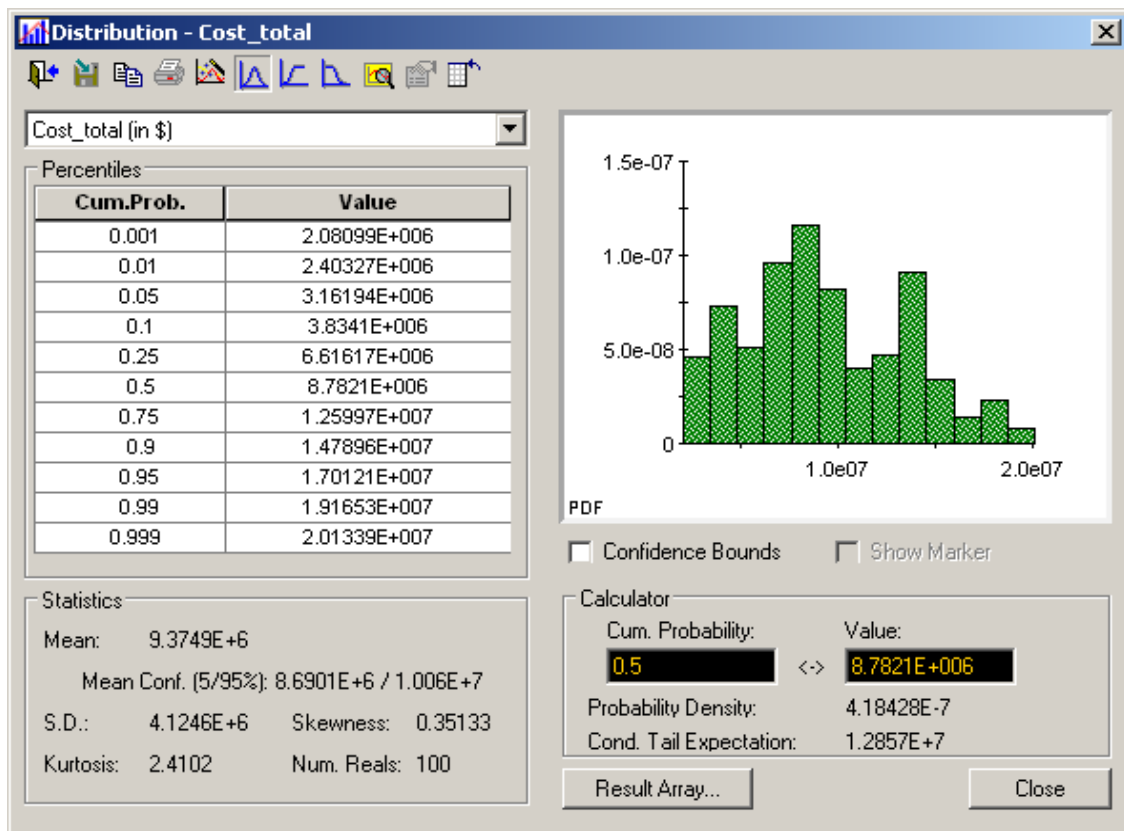 Distribution - Cost_total
Cost_total (in $)
Percentiles
Cum.Prob. Value
0.001 2.08099E+006
0.01 2.40327E+006
0.05 3.16194E+006
0.1 3.8341E+006
0.25 6.61617E+006
0.5 8.7821E+006
0.75 1.25997E+007
0.9 1.47896E+007
0.95 1.70121E+007
0.99 1.91653E+007
0.999 2.01339E+007
Statistics
Mean: 9.3749E+6
Mean Conf. (5/95%): 8.6901E+6 / 1.006E+7
S.D.: 4.1246E+6 Skewness: 0.35133
Kurtosis: 2.4102 Num. Reals: 100
1.5e-07
1.0e-07
5.0e-08
0
1.0e07 2.0e07
PDF
Confidence Bounds Show Marker
Calculator
Cum. Probability: Value:
0.5 <-> 8.7821E+006
Probability Density: 4.18428E-7
Cond. Tail Expectation: 1.2857E+7
Result Array... Close